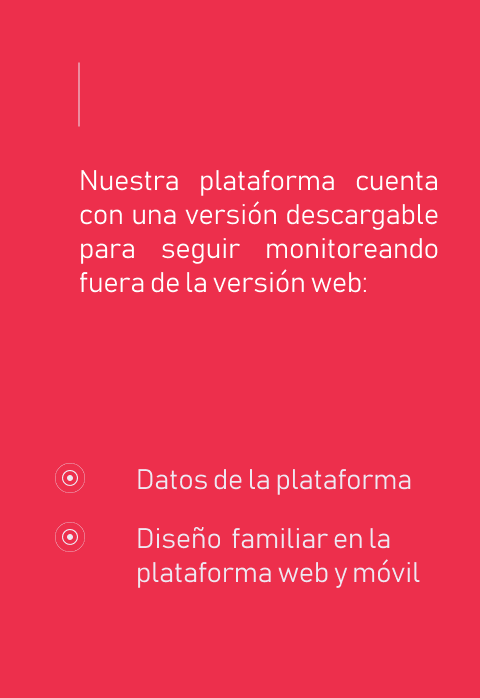 Nuestra plataforma cuenta
con una versión descargable
para seguir monitoreando
fuera de la versión web:
Datos de la plataforma
Diseño familiar en la
plataforma web y móvil